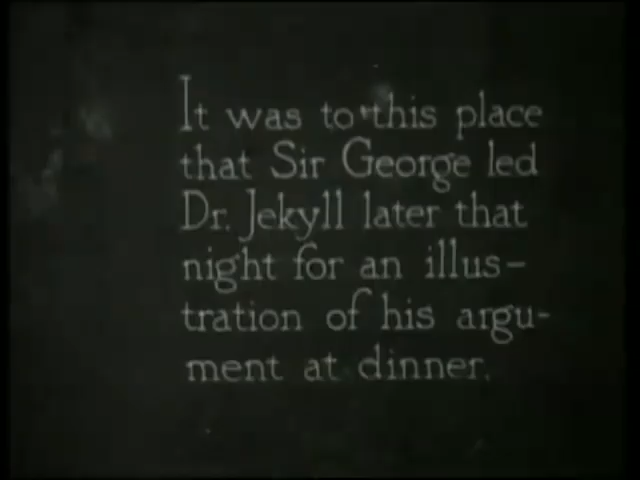 It was to this place
that Sir George led
Dr. Jekyll later that
night for an illus-
tration of his argu-
ment at dinner.